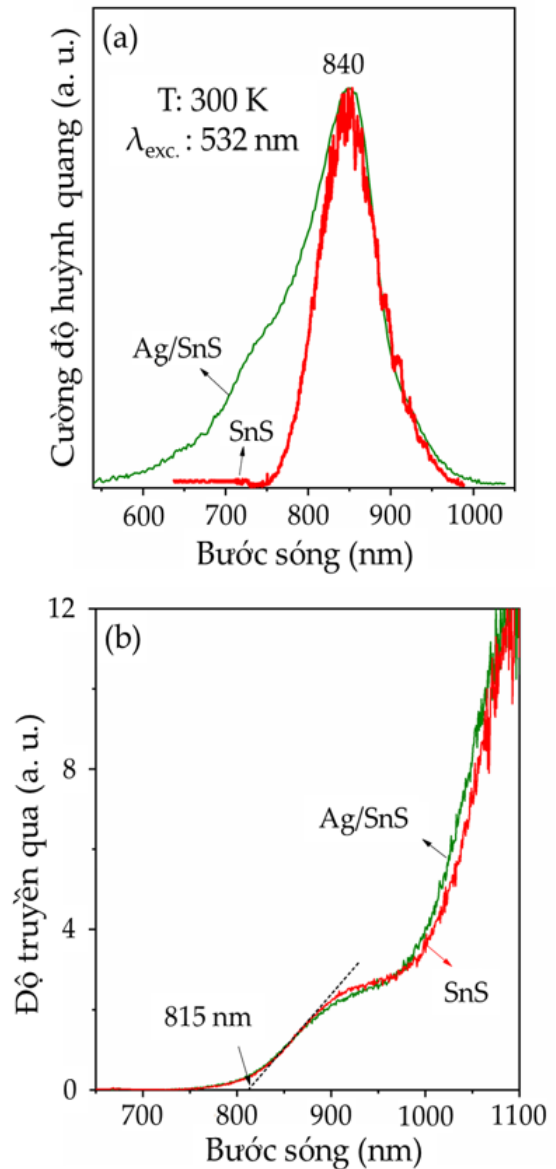 (a)
840
T: 300 K
λexc. : 532 nm
Ag/SnS
SnS
Cường độ huỳnh quang (a. u.)
600 700 800 900 1000
Bước sóng (nm)
(b)
12
8
4
0
Độ truyền qua (a. u.)
Ag/SnS
SnS
815 nm
700 800 900 1000 1100
Bước sóng (nm)